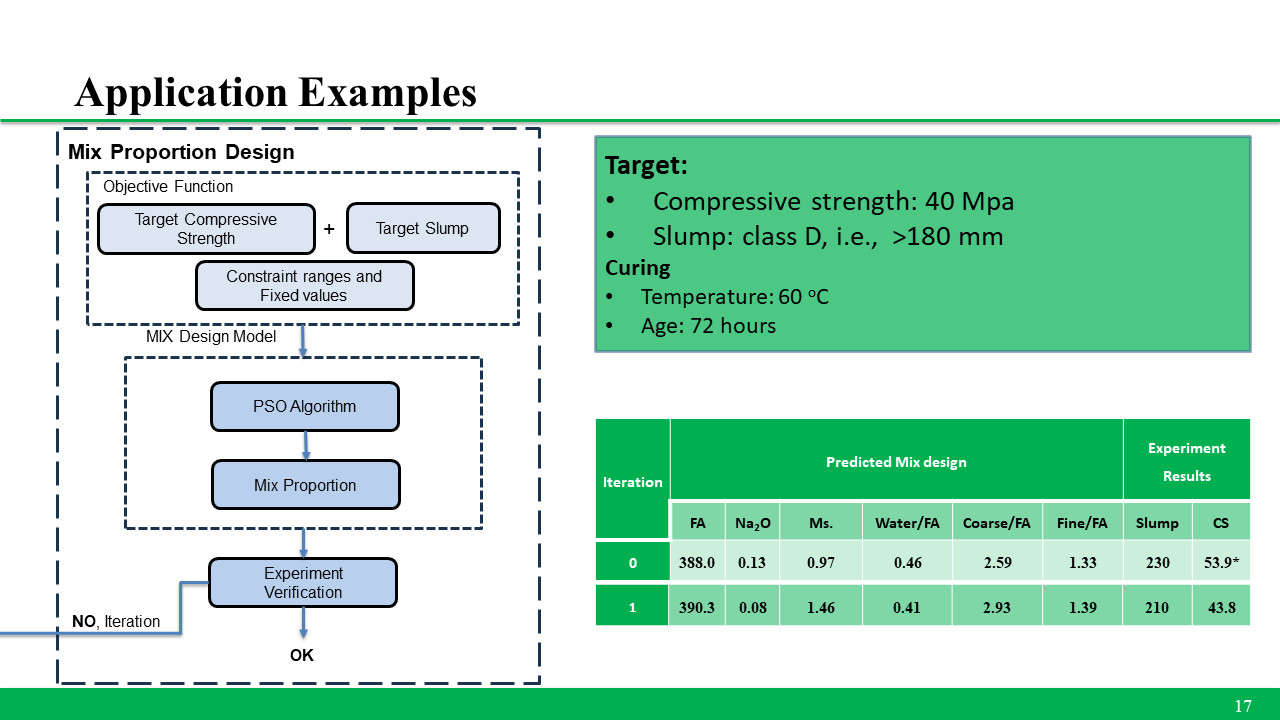 Application Examples
Mix Proportion Design
Objective Function
Target Compressive
Strength
+
Target Slump
Constraint ranges and
Fixed values
MIX Design Model
PSO Algorithm
Mix Proportion
Experiment
Verification
NO, Iteration
OK
Target:
• Compressive strength: 40 Mpa
• Slump: class D, i.e., >180 mm
Curing
• Temperature: 60 °C
• Age: 72 hours
Iteration Predicted Mix design Experiment Results
FA Na₂O Ms. Water/FA Coarse/FA Fine/FA Slump CS
0 388.0 0.13 0.97 0.46 2.59 1.33 230 53.9*
1 390.3 0.08 1.46 0.41 2.93 1.39 210 43.8
17